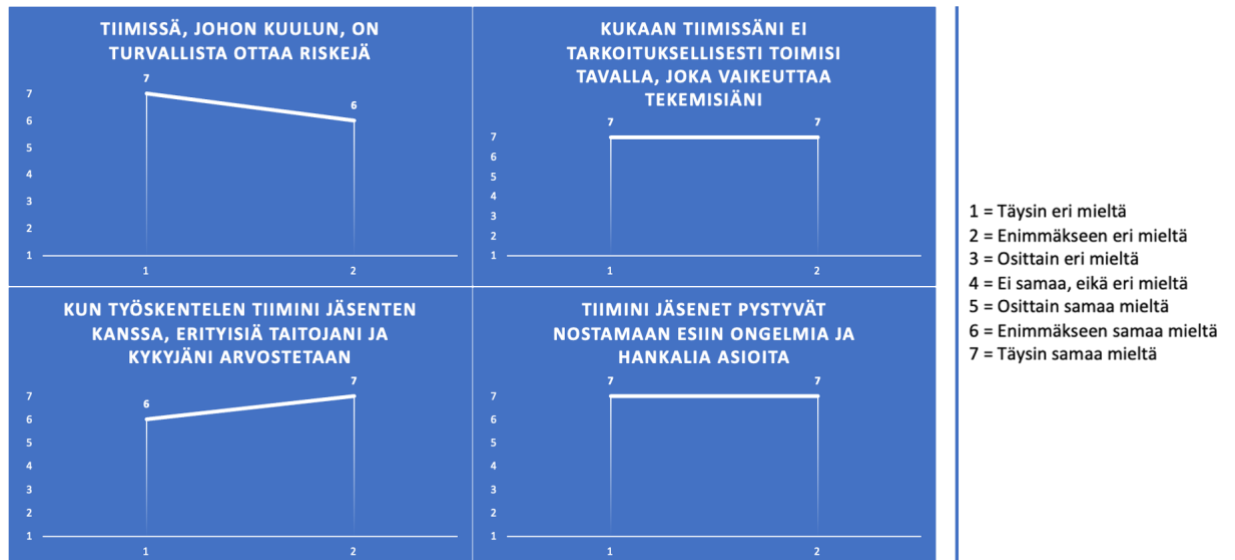 TIIMISSÄ, JOHON KUULUN, ON
TURVALLISTA OTTAA RISKEJÄ
7
6
7
6
5
4
3
2
1
1
2
KUKAAN TIIMISSÄNI EI
TARKOITUKSELLISESTI TOIMISI
TAVALLA, JOKA VAIKEUTTAA
TEKEMISIÄNI
7
7
7
6
5
4
3
2
1
1
2
KUN TYÖSKENTELEN TIIMINI JÄSENTEN
KANSSA, ERITYISIÄ TAITOJANI JA
KYKYJÄNI ARVOSTETAAN
6
7
7
6
5
4
3
2
1
1
2
TIIMINI JÄSENET PYSTYVÄT
NOSTAMAAN ESIIN ONGELMIA JA
HANKALIA ASIOITA
7
7
7
6
5
4
3
2
1
1
2
1 = Täysin eri mieltä
2 = Enimmäkseen eri mieltä
3 = Osittain eri mieltä
4 = Ei samaa, eikä eri mieltä
5 = Osittain samaa mieltä
6 = Enimmäkseen samaa mieltä
7 = Täysin samaa mieltä